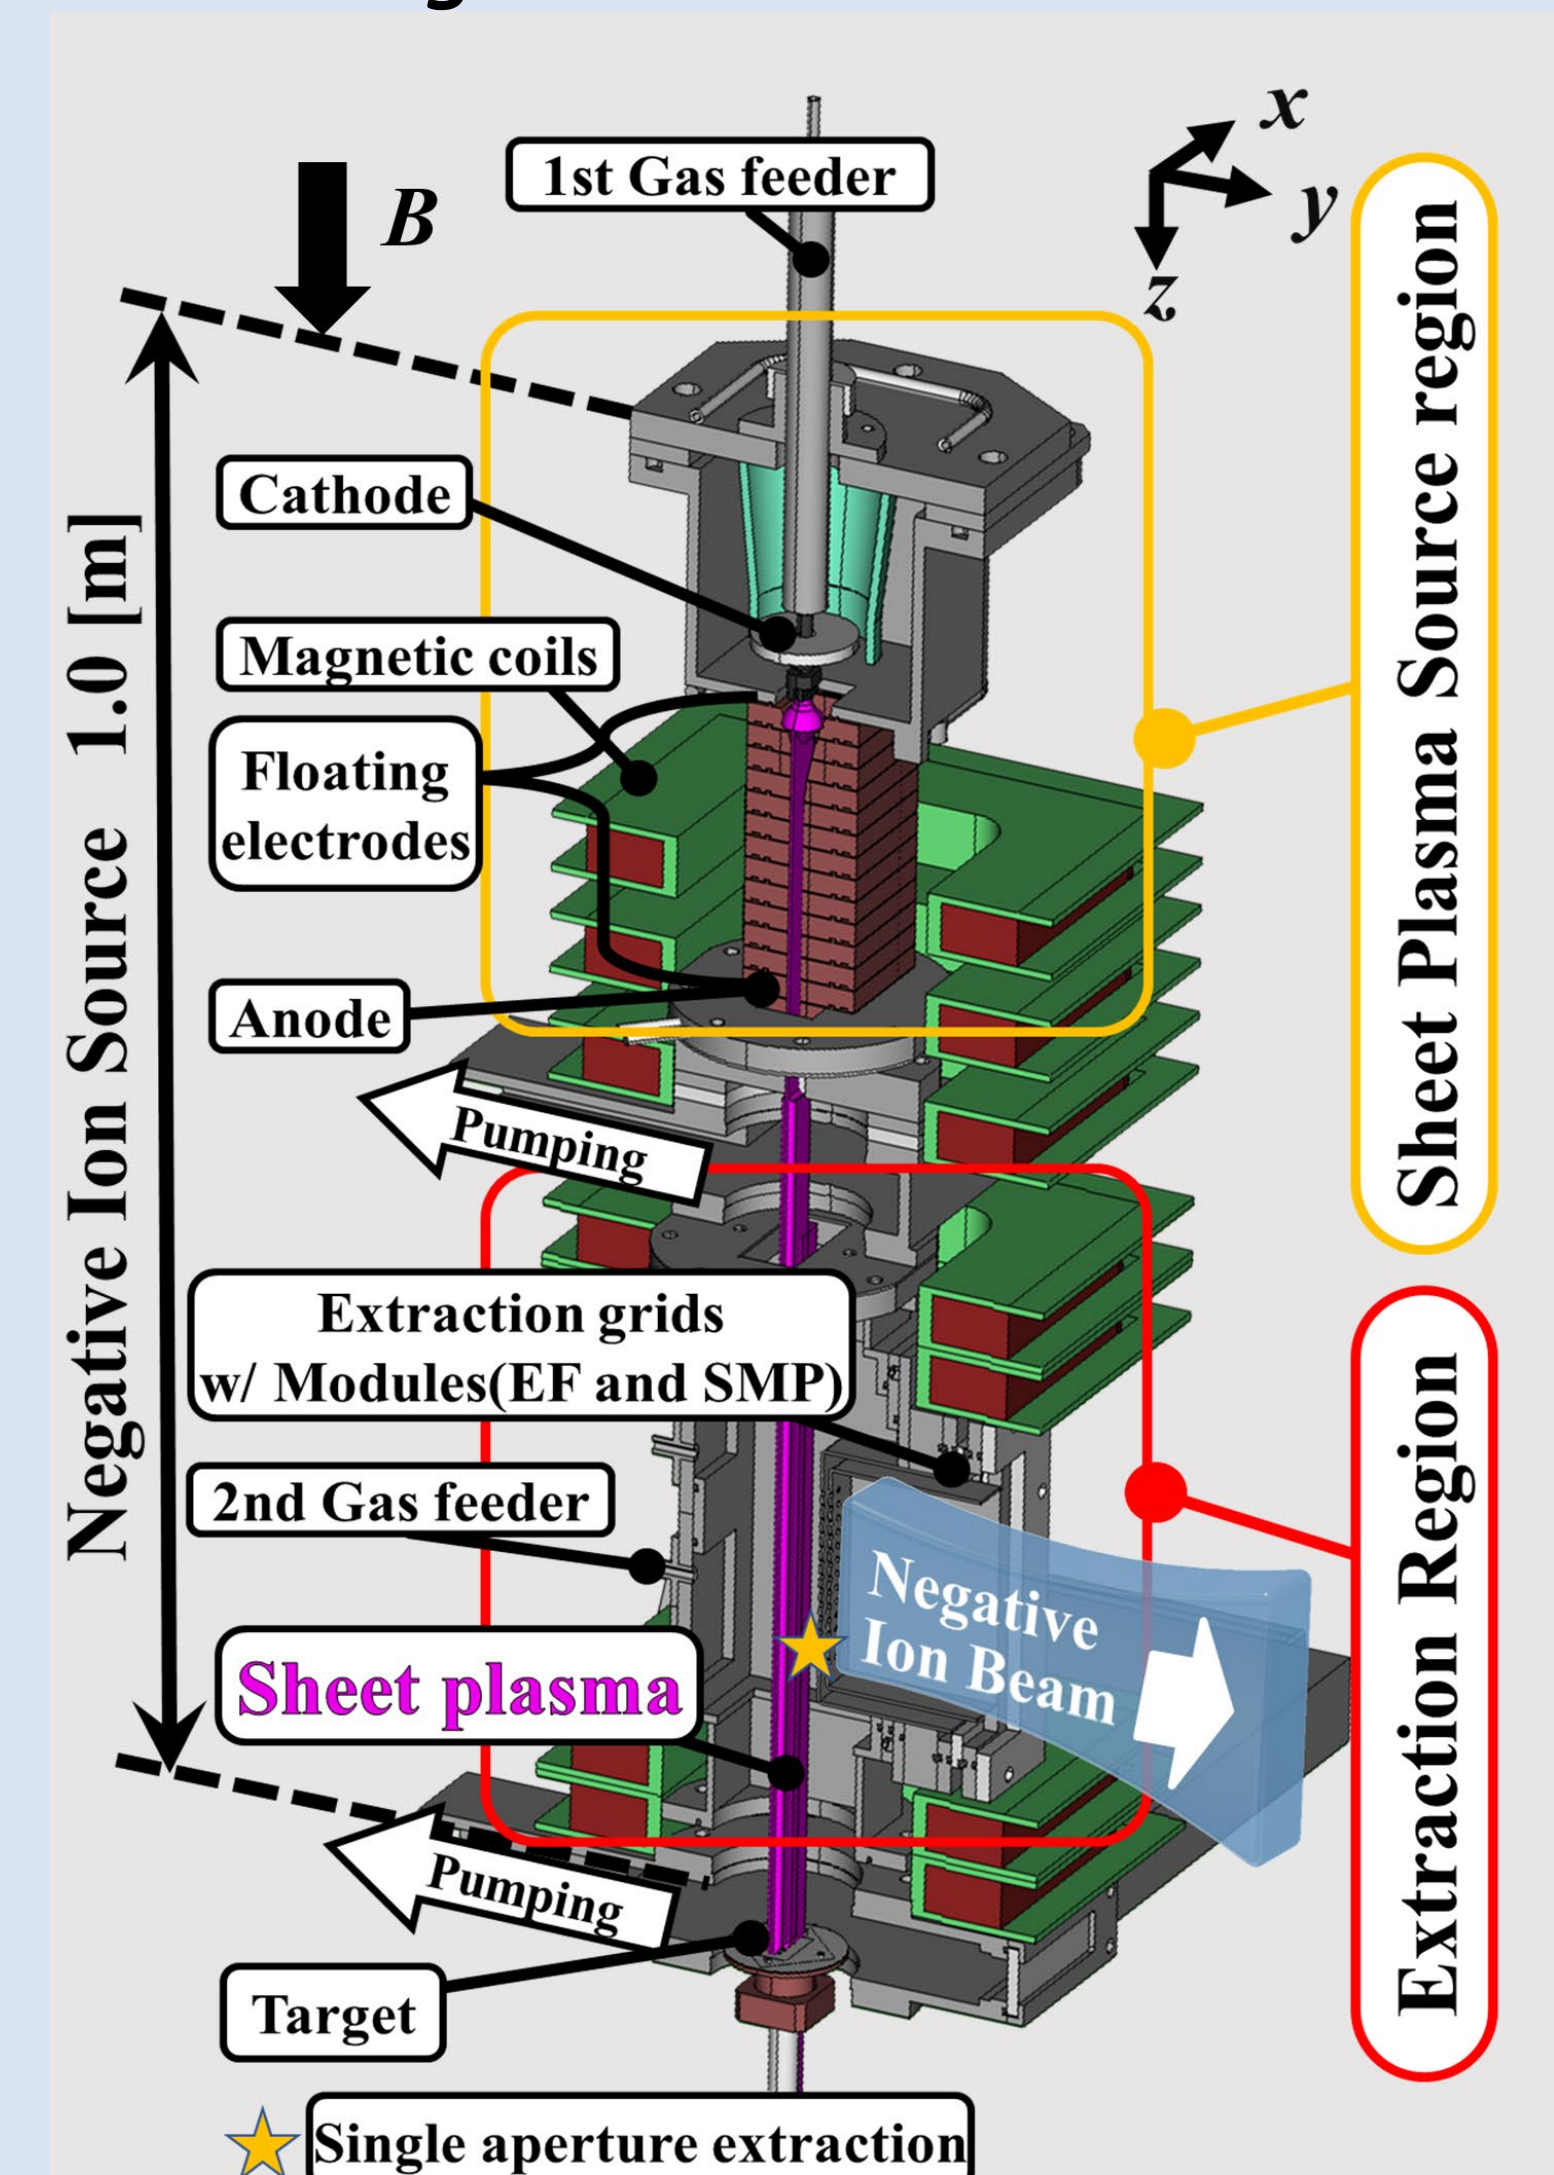 1st Gas feeder
x
y
z
B
Sheet Plasma Source region
Cathode
Magnetic coils
Floating
electrodes
Anode
Negative Ion Source 1.0 [m]
Pumping
Extraction grids
w/ Modules(EF and SMP)
2nd Gas feeder
Negative
Ion Beam
Sheet plasma
Extraction Region
Pumping
Target
Single aperture extraction